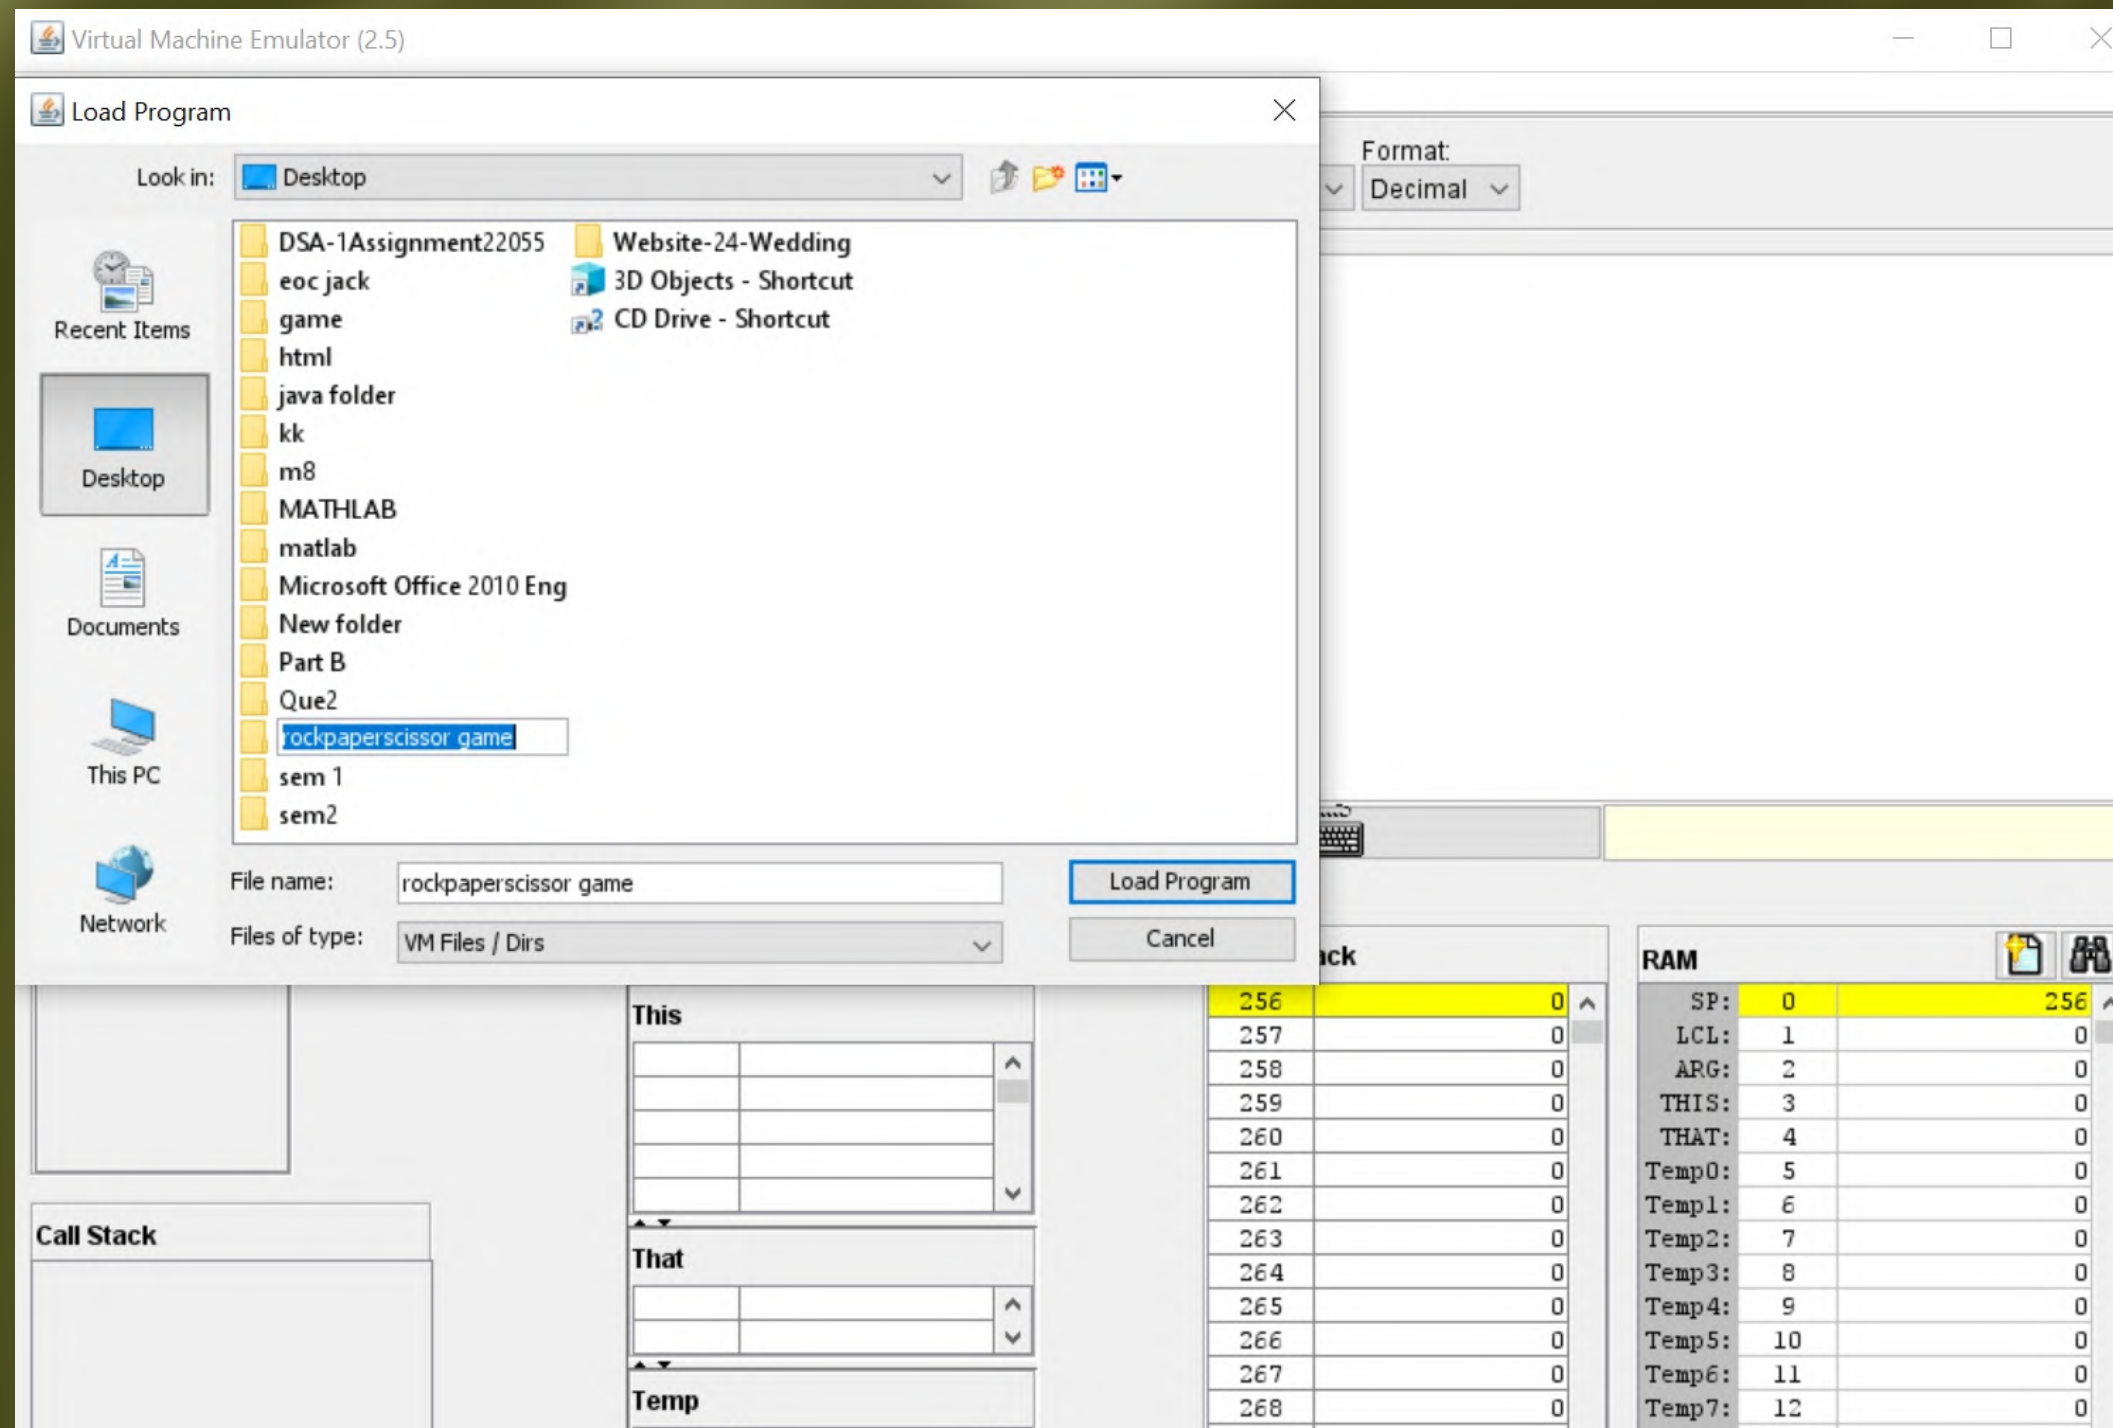 Virtual Machine Emulator (2.5)
Load Program
Look in: Desktop
Format:
Decimal
Recent Items
Desktop
Documents
This PC
Network
DSA-1Assignment22055
eoc jack
game
html
java folder
kk
m8
MATHLAB
matlab
Microsoft Office 2010 Eng
New folder
Part B
Que2
rockpaperscissor game
sem 1
sem2
Website-24-Wedding
3D Objects - Shortcut
CD Drive - Shortcut
File name: rockpaperscissor game
Load Program
Files of type: VM Files / Dirs
Cancel
Call Stack
This
That
Temp
ack
256 0
257 0
258 0
259 0
260 0
261 0
262 0
263 0
264 0
265 0
266 0
267 0
268 0
RAM
SP: 0 256
LCL: 1 0
ARG: 2 0
THIS: 3 0
THAT: 4 0
Temp0: 5 0
Temp1: 6 0
Temp2: 7 0
Temp3: 8 0
Temp4: 9 0
Temp5: 10 0
Temp6: 11 0
Temp7: 12 0